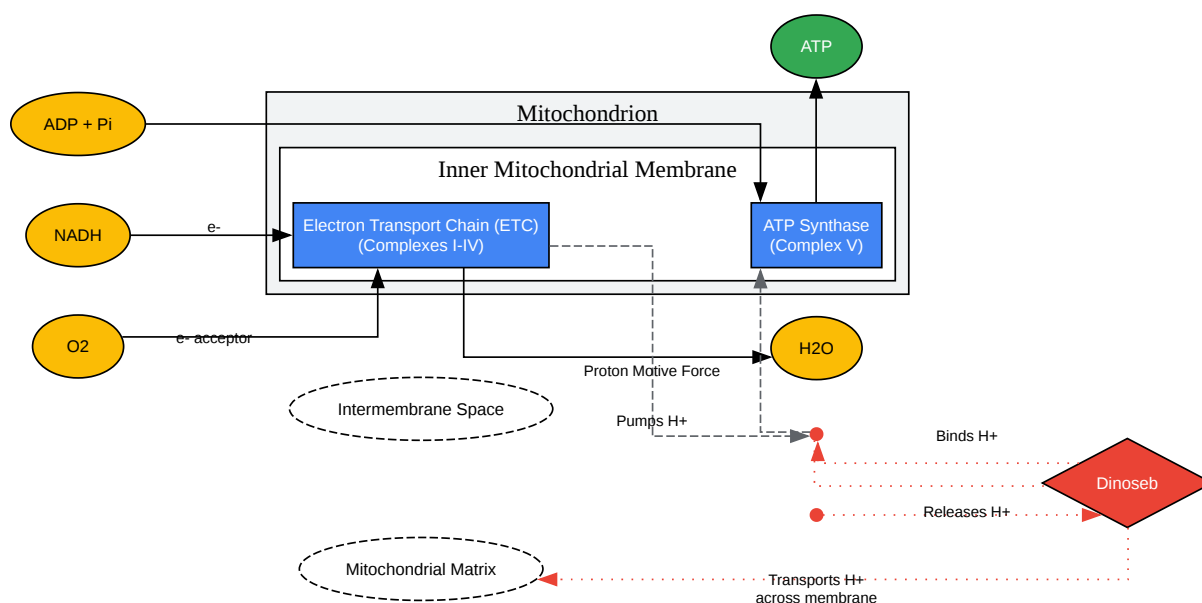 ATP
Mitochondrion
ADP + Pi
Inner Mitochondrial Membrane
Electron Transport Chain (ETC)
(Complexes I-IV)
ATP Synthase
(Complex V)
NADH
e-
O2
e- acceptor
H2O
Proton Motive Force
Intermembrane Space
Pumps H+
Binds H+
Dinoseb
Releases H+
Mitochondrial Matrix
Transports H+
across membrane